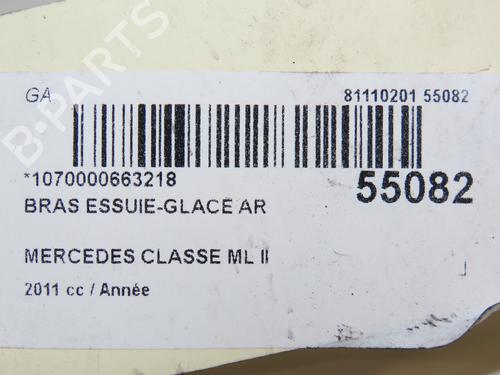 GA
81110201 55082
*1070000663218
55082
BRAS ESSUIE-GLACE AR
MERCEDES CLASSE ML II
2011 cc / Année
B-PARTS